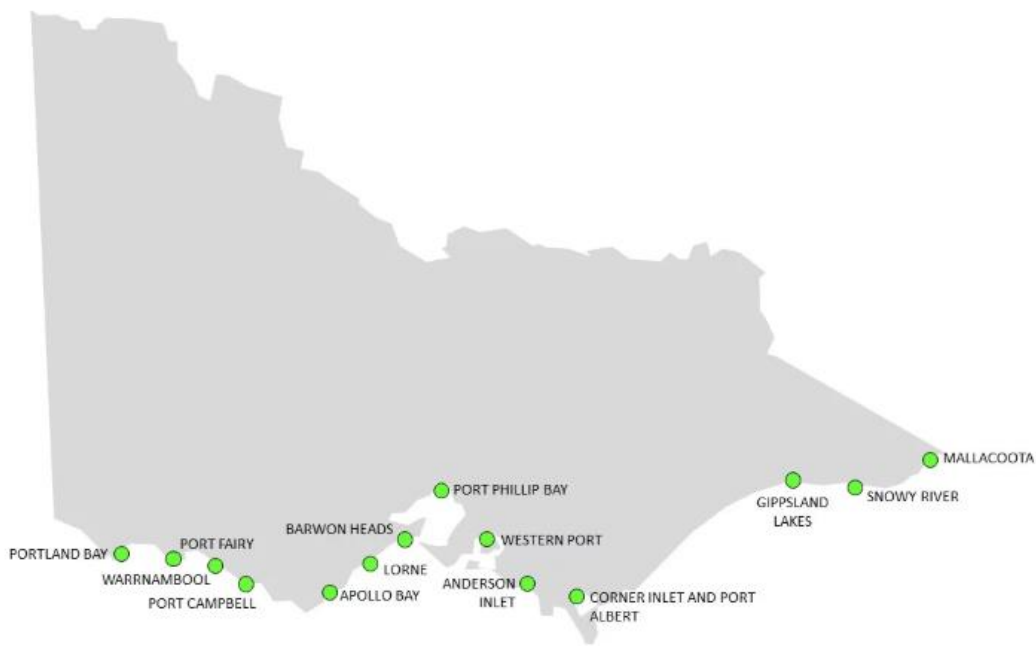 MALLACOOTA
PORT PHILLIP BAY
SNOWY RIVER
GIPPSLAND
LAKES
BARWON HEADS
WESTERN PORT
PORT FAIRY
PORTLAND BAY
LORNE
WARRNAMBOOL
ANDERSON
INLET
APOLLO BAY
CORNER INLET AND PORT
ALBERT
PORT CAMPBELL